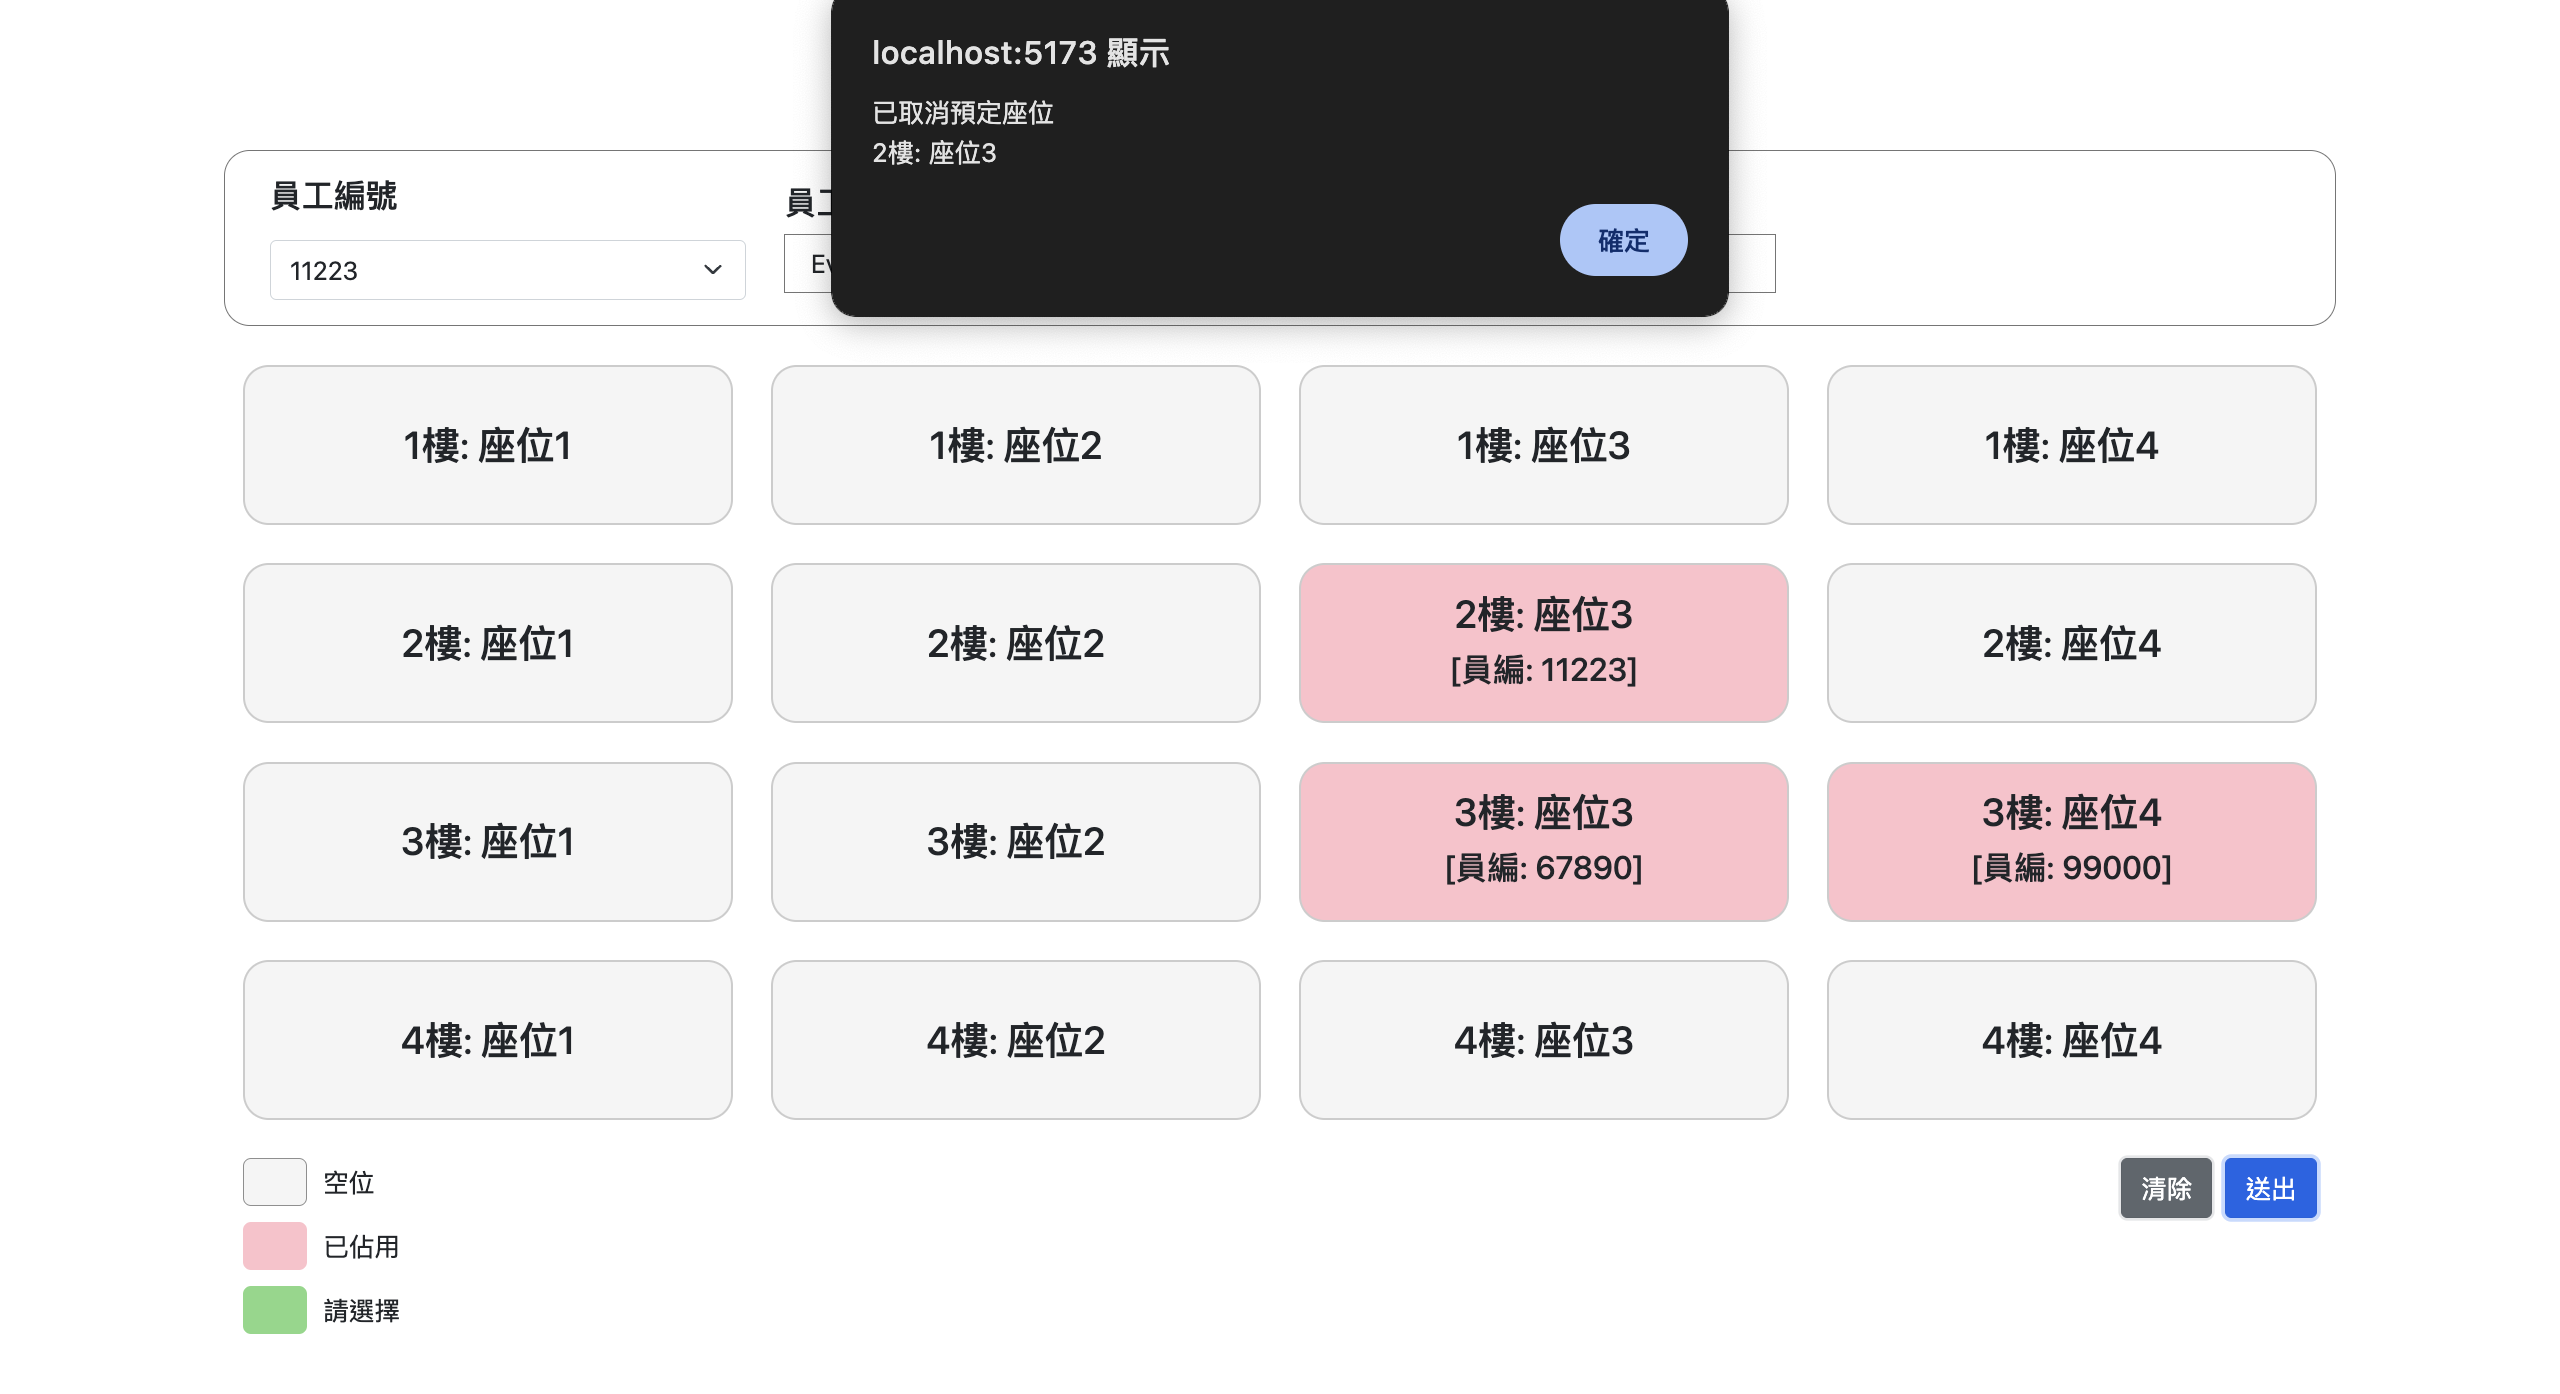 localhost:5173 顯示
已取消預定座位
2樓: 座位3
確定
員工編號
11223
1樓: 座位1
1樓: 座位2
1樓: 座位3
1樓: 座位4
2樓: 座位1
2樓: 座位2
2樓: 座位3
[員編: 11223]
2樓: 座位4
3樓: 座位1
3樓: 座位2
3樓: 座位3
[員編: 67890]
3樓: 座位4
[員編: 99000]
4樓: 座位1
4樓: 座位2
4樓: 座位3
4樓: 座位4
空位
已佔用
請選擇
清除
送出